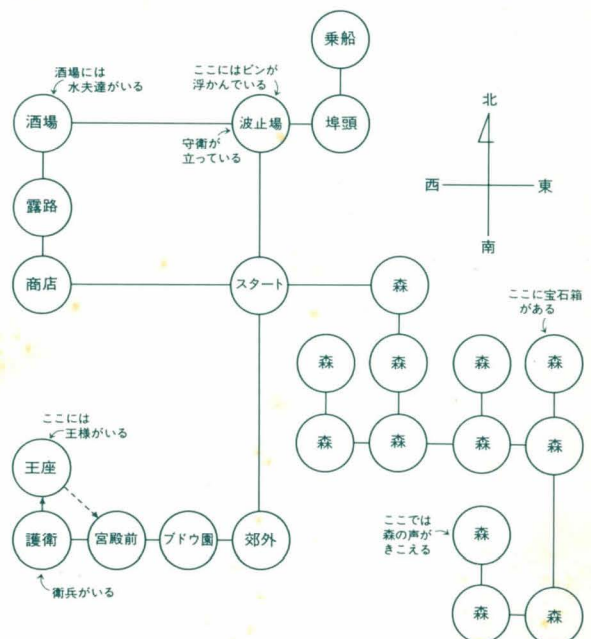 乗船
酒場には
水夫達がいる
ここにはビンが
浮かんでいる
酒場
波止場
埠頭
守衛が
立っている
北
西
東
南
露路
商店
スタート
森
ここに宝石箱
がある
森
森
森
森
森
森
森
森
ここには
王様がいる
王座
護衛
宮殿前
ブドウ園
郊外
衛兵がいる
ここでは
森の声が
きこえる
森
森
森